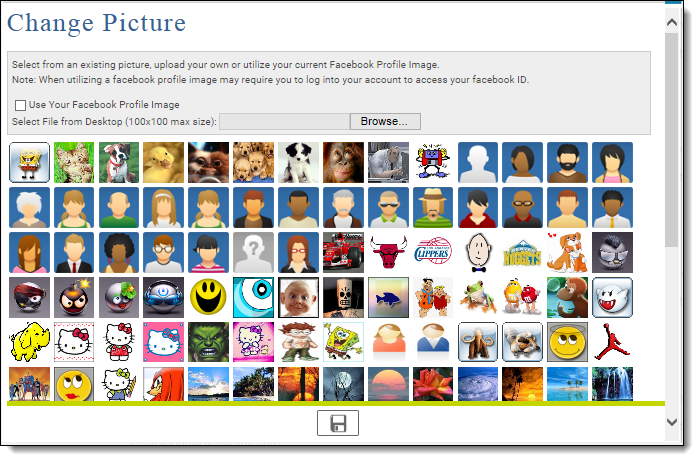 Change Picture
Select from an existing picture, upload your own or utilize your current Facebook Profile Image.
Note: When utilizing a facebook profile image may require you to log into your account to access your facebook ID.
Use Your Facebook Profile Image
Select File from Desktop (100x100 max size):
Browse...
?
CLIPPERS
NUGGETS